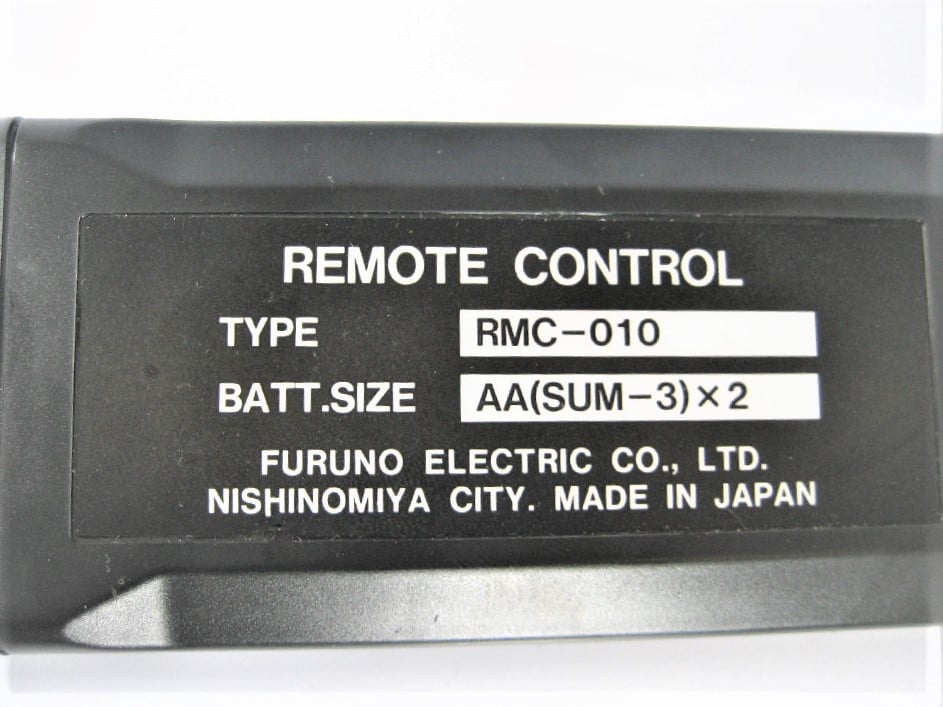 REMOTE CONTROL
TYPE RMC-010
BATT.SIZE AA(SUM-3)×2
FURUNO ELECTRIC CO., LTD.
NISHINOMIYA CITY. MADE IN JAPAN